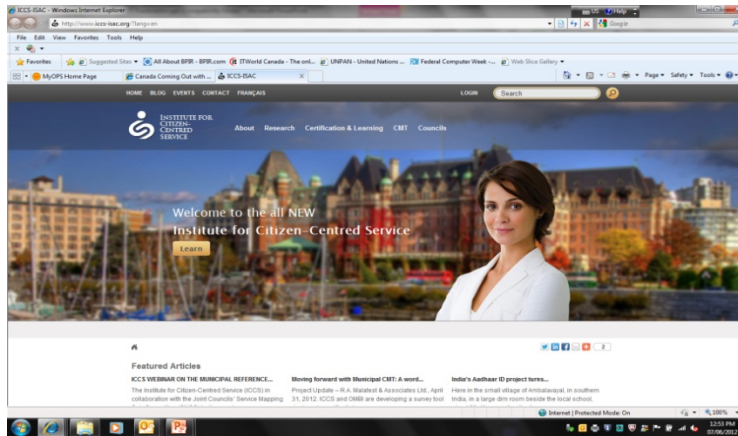 ICCS-ISAC - Windows Internet Explorer
US Help
http://www.iccs-isac.org/?lang=en
Google
File Edit View Favorites Tools Help
x
Favorites Suggested Sites All About BPIR - BPIR.com ITWorld Canada - The onl... UNPAN - United Nations ... Federal Computer Week -... Web Slice Gallery
MyOPS Home Page Canada Coming Out with ... ICCS-ISAC X
Page Safety Tools
HOME BLOG EVENTS CONTACT FRANÇAIS LOGIN Search
INSTITUTE FOR
CITIZEN-
CENTRED
SERVICE
About Research Certification & Learning CMT Councils
Welcome to the all NEW
Institute for Citizen-Centred Service
Learn
2
Featured Articles
ICCS WEBINAR ON THE MUNICIPAL REFERENCE... Moving forward with Municipal CMT: A word... India's Aadhaar ID project turns...
The Institute for Citizen-Centred Service (ICCS) in Project Update – R.A. Malatest & Associates Ltd., April Here in the small village of Ambalavayal, in southern
collaboration with the Joint Councils' Service Mapping 31, 2012. ICCS and OMBI are developing a survey tool India, in a large dim room beside the local school,
Internet | Protected Mode: On 100%
12:53 PM
07/06/2012